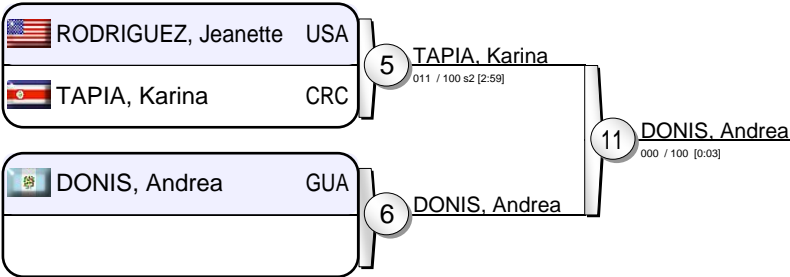 RODRIGUEZ, Jeanette USA
TAPIA, Karina CRC
5
TAPIA, Karina
011 / 100 s2 [2:59]
11
DONIS, Andrea
000 / 100 [0:03]
DONIS, Andrea GUA
6
DONIS, Andrea